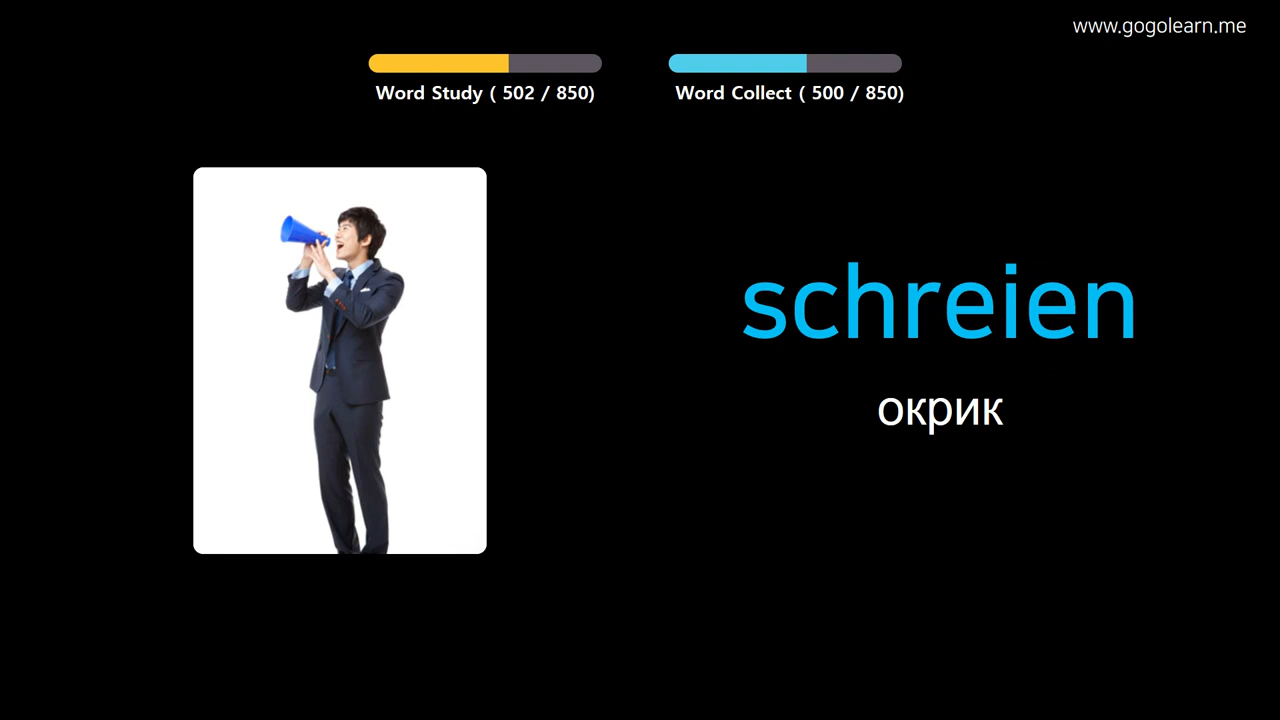 www.gogolearn.me
Word Study ( 502 / 850)
Word Collect ( 500 / 850)
schreien
окрик